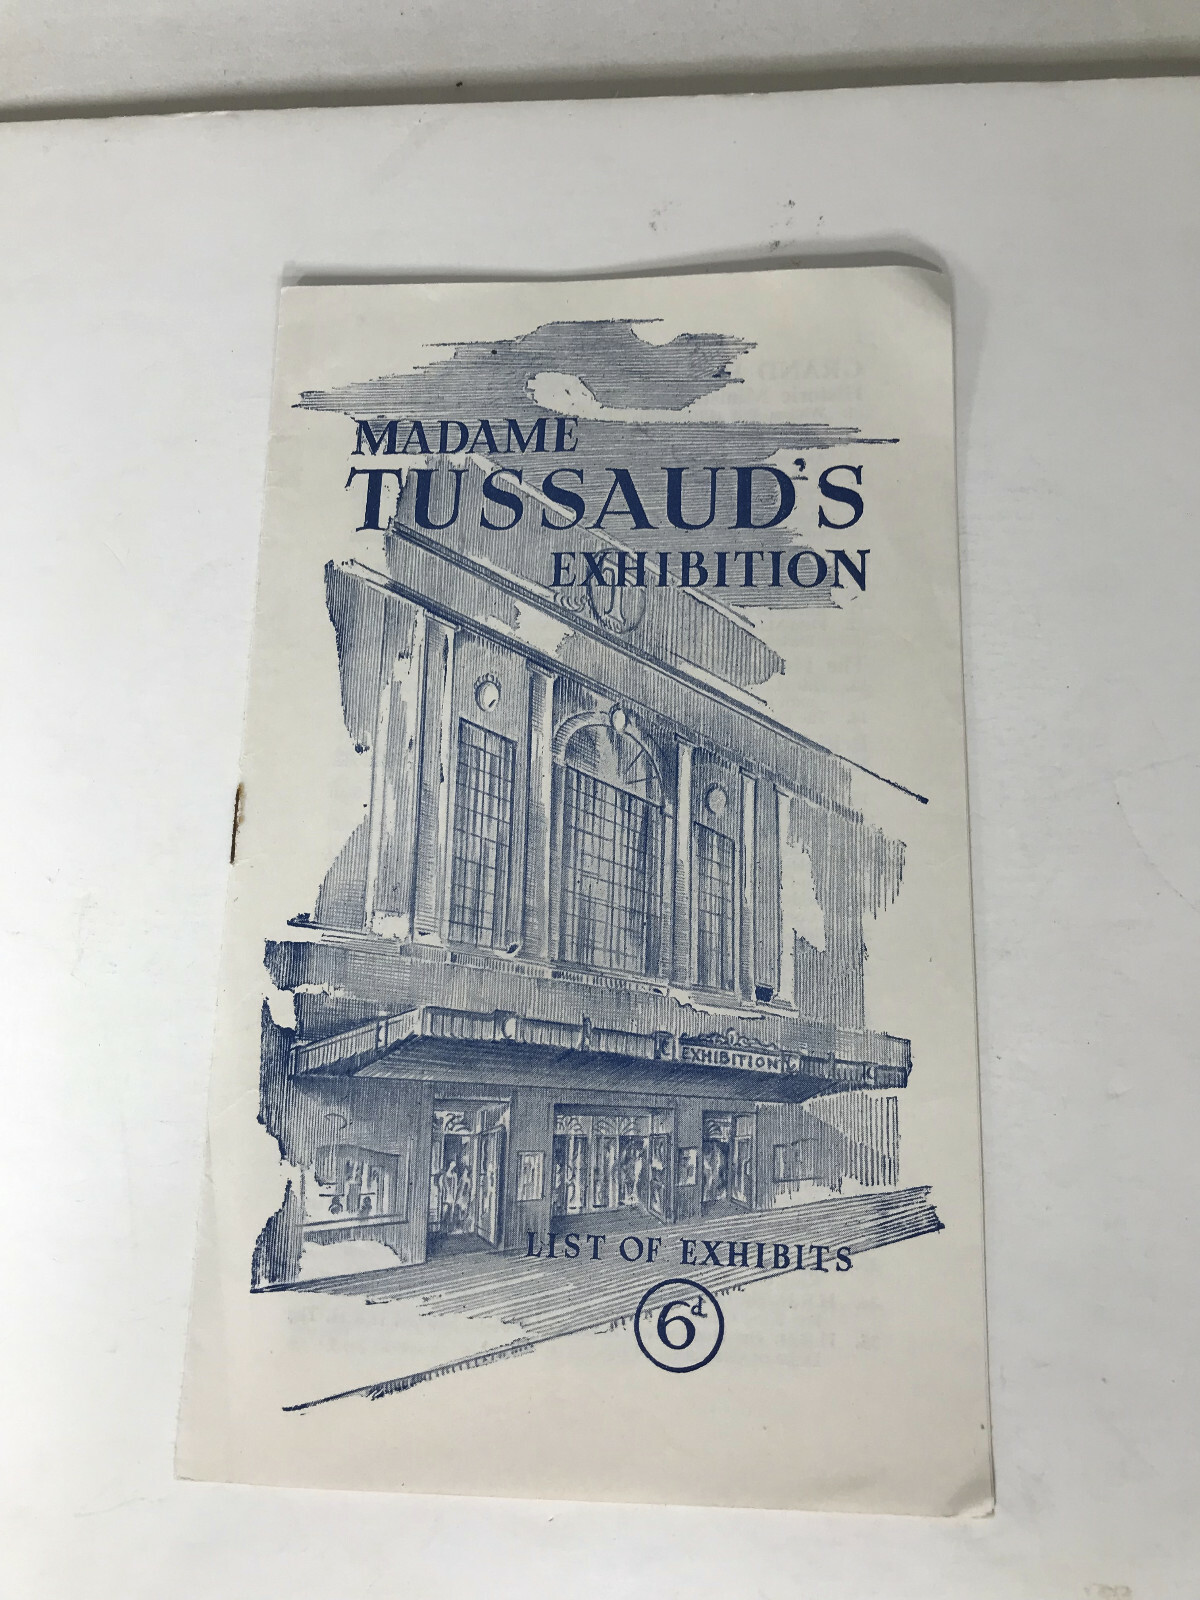 MADAME
TUSSAUD'S
EXHIBITION
EXHIBITION
LIST OF EXHIBITS
6d